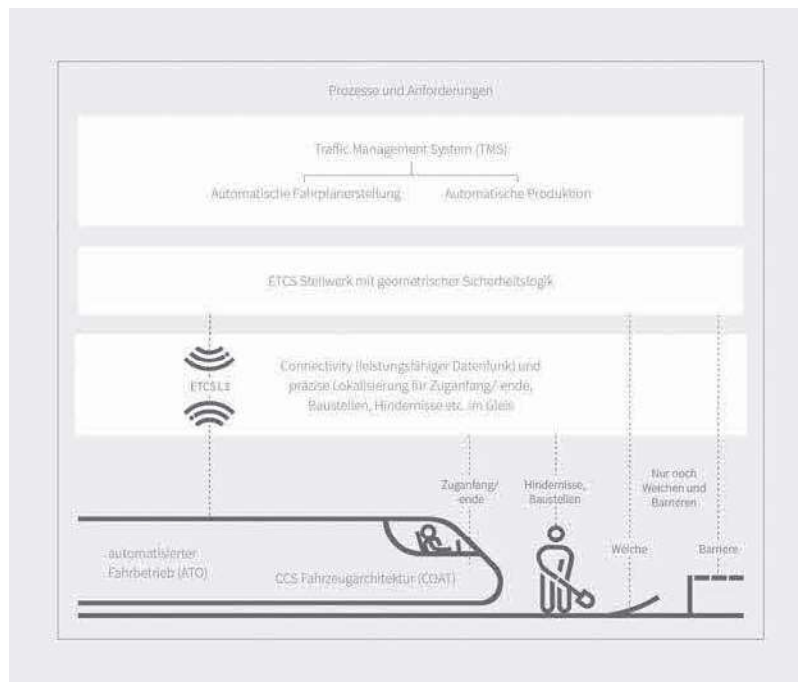 Prozesse und Anforderungen
Traffic Management System (TMS)
Automatische Fahrplanerstellung
Automatische Produktion
ETCS Stellwerk mit geometrischer Sicherheitslogik
ETCS L3
Connectivity (leistungsfähiger Datenfunk) und
präzise Lokalisierung für Zuganfang/ ende,
Baustellen, Hindernisse etc. im Gleis
Zuganfang/
ende
Hindernisse,
Baustellen
Nur noch
Weichen und
Barrieren
Weiche
Barriere
automatisierter
Fahrbetrieb (ATO)
CCS Fahrzeugarchitektur (COAT)